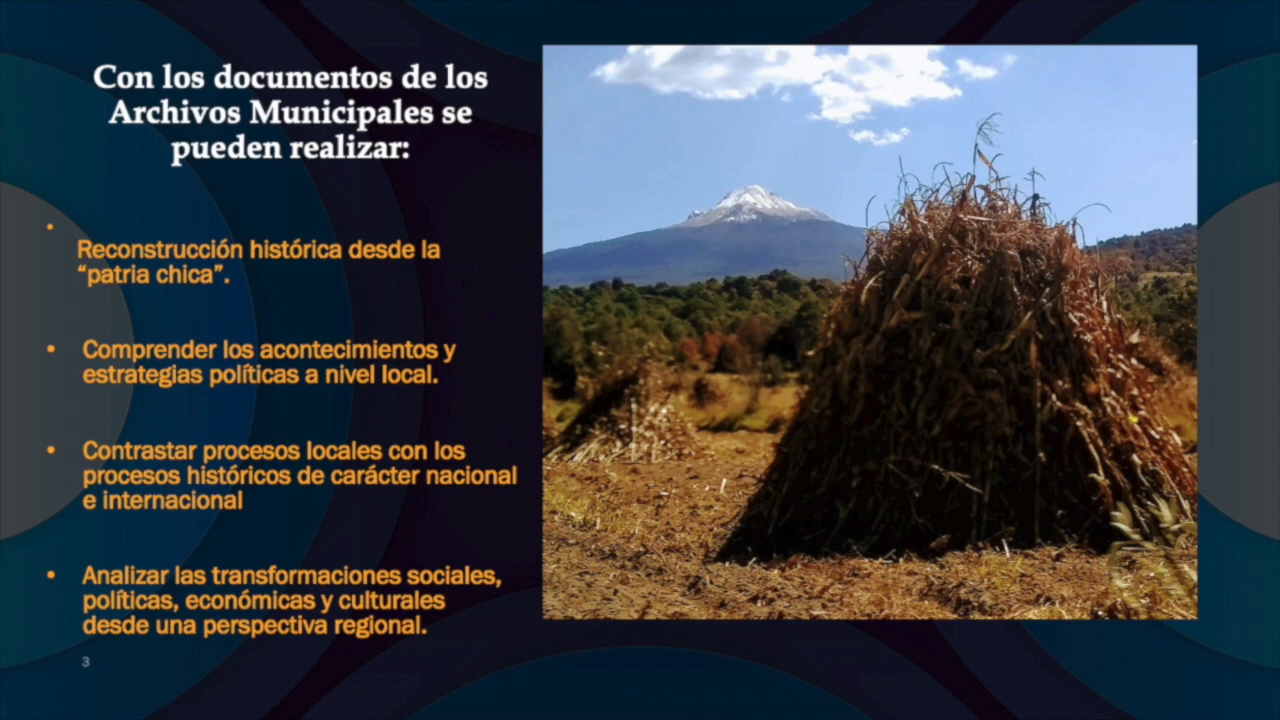 Con los documentos de los
Archivos Municipales se
pueden realizar:
•
Reconstrucción histórica desde la
“patria chica”.
• Comprender los acontecimientos y
estrategias políticas a nivel local.
• Contrastar procesos locales con los
procesos históricos de carácter nacional
e internacional
• Analizar las transformaciones sociales,
políticas, económicas y culturales
desde una perspectiva regional.
3